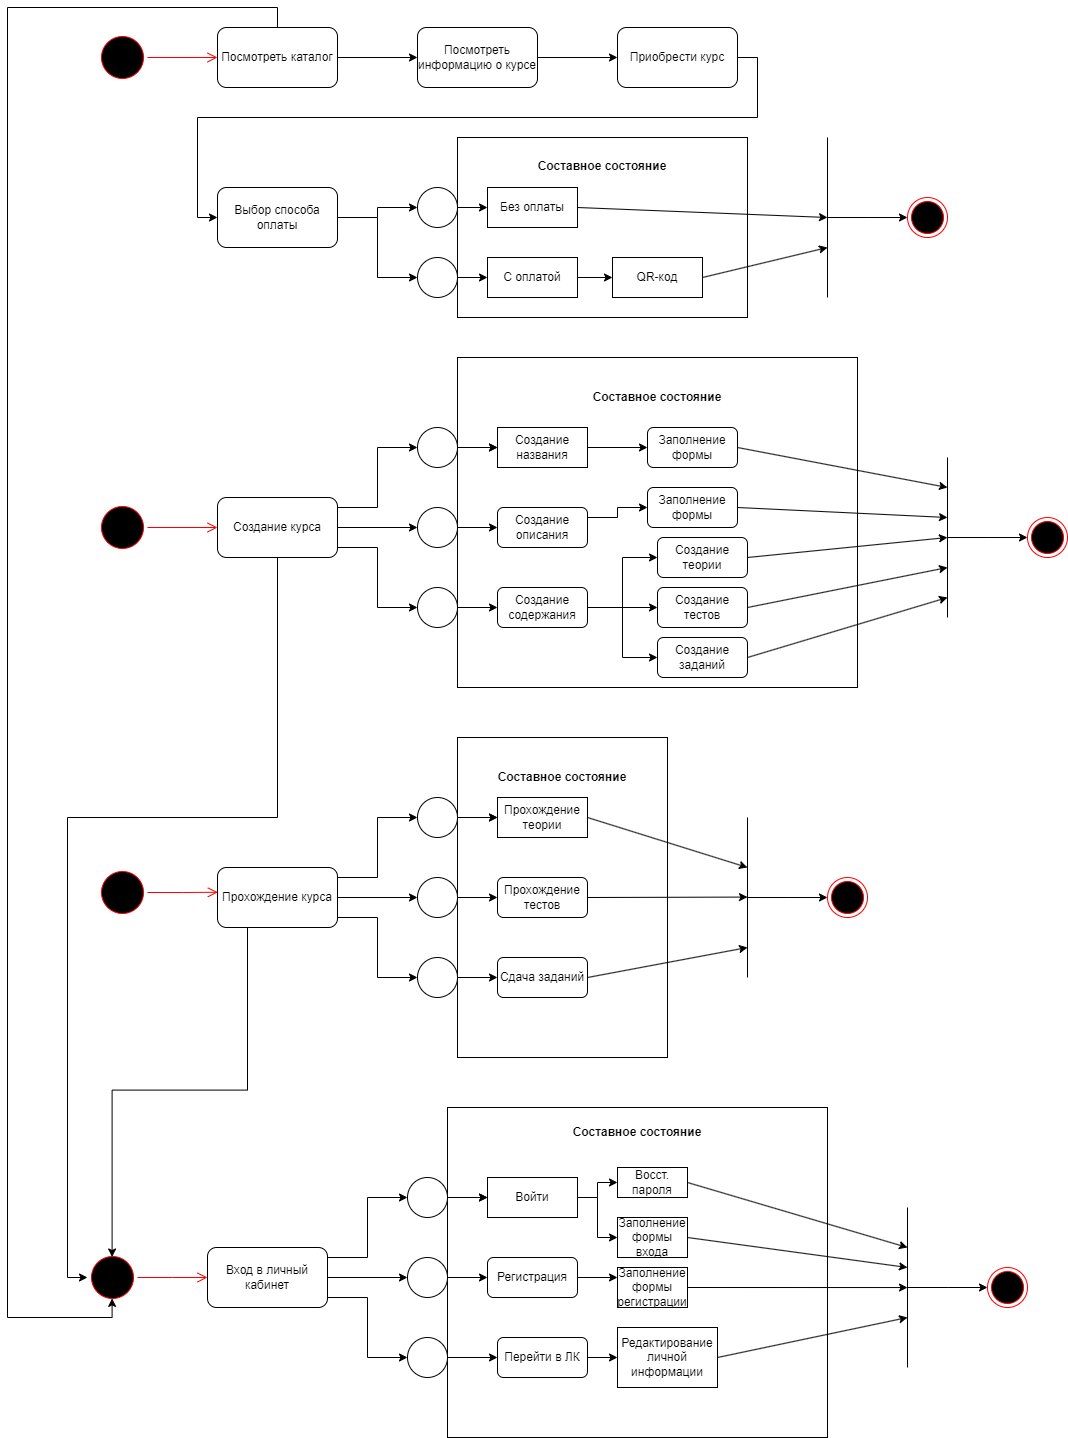 Посмотреть каталог
Посмотреть
информацию о курсе
Приобрести курс
Составное состояние
Выбор способа
оплаты
Без оплаты
С оплатой
QR-код
Составное состояние
Создание
названия
Заполнение
формы
Создание курса
Создание
описания
Заполнение
формы
Создание
теории
Создание
содержания
Создание
тестов
Создание
заданий
Составное состояние
Прохождение
теории
Прохождение курса
Прохождение
тестов
Сдача заданий
Составное состояние
Войти
Восст.
пароля
Заполнение
формы
входа
Вход в личный
кабинет
Регистрация
Заполнение
формы
регистрации
Перейти в ЛК
Редактирование
личной
информации